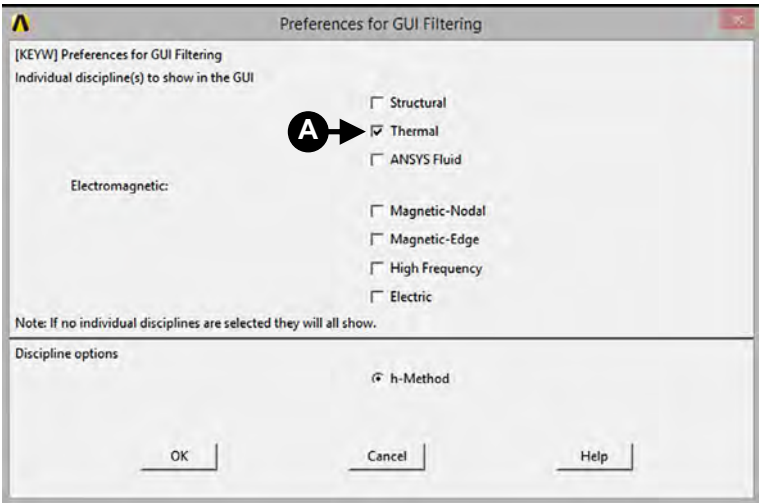 Preferences for GUI Filtering
[KEYW] Preferences for GUI Filtering
Individual discipline(s) to show in the GUI
Structural
A
Thermal
ANSYS Fluid
Electromagnetic:
Magnetic-Nodal
Magnetic-Edge
High Frequency
Electric
Note: If no individual disciplines are selected they will all show.
Discipline options
h-Method
OK Cancel Help